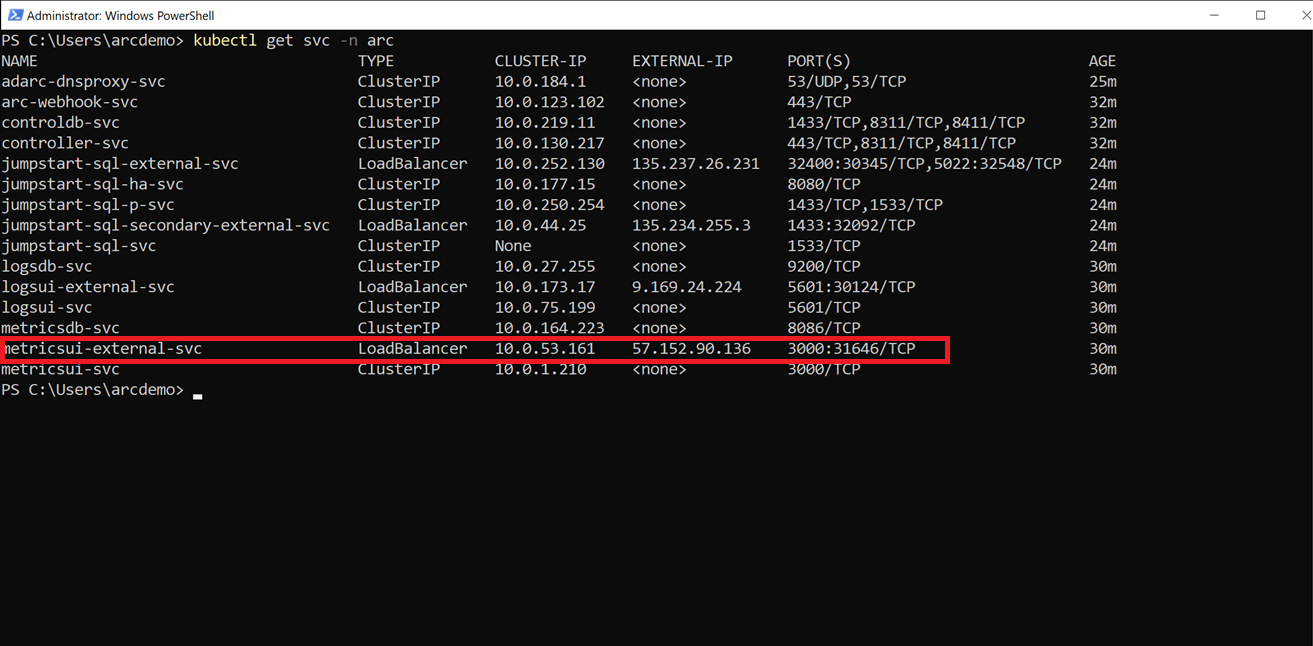 Administrator: Windows PowerShell
PS C:\Users\arcdemo> kubectl get svc -n arc
NAME TYPE CLUSTER-IP EXTERNAL-IP PORT(S) AGE
adarc-dnsproxy-svc ClusterIP 10.0.184.1 <none> 53/UDP,53/TCP 25m
arc-webhook-svc ClusterIP 10.0.123.102 <none> 443/TCP 32m
controldb-svc ClusterIP 10.0.219.11 <none> 1433/TCP,8311/TCP,8411/TCP 32m
controller-svc ClusterIP 10.0.130.217 <none> 443/TCP,8311/TCP,8411/TCP 32m
jumpstart-sql-external-svc LoadBalancer 10.0.252.130 135.237.26.231 32400:30345/TCP,5022:32548/TCP 24m
jumpstart-sql-ha-svc ClusterIP 10.0.177.15 <none> 8080/TCP 24m
jumpstart-sql-p-svc ClusterIP 10.0.250.254 <none> 1433/TCP,1533/TCP 24m
jumpstart-sql-secondary-external-svc LoadBalancer 10.0.44.25 135.234.255.3 1433:32092/TCP 24m
jumpstart-sql-svc ClusterIP None <none> 1533/TCP 24m
logsdb-svc ClusterIP 10.0.27.255 <none> 9200/TCP 30m
logsui-external-svc LoadBalancer 10.0.173.17 9.169.24.224 5601:30124/TCP 30m
logsui-svc ClusterIP 10.0.75.199 <none> 5601/TCP 30m
metricsdb-svc ClusterIP 10.0.164.223 <none> 8086/TCP 30m
metricsui-external-svc LoadBalancer 10.0.53.161 57.152.90.136 3000:31646/TCP 30m
metricsui-svc ClusterIP 10.0.1.210 <none> 3000/TCP 30m
PS C:\Users\arcdemo>